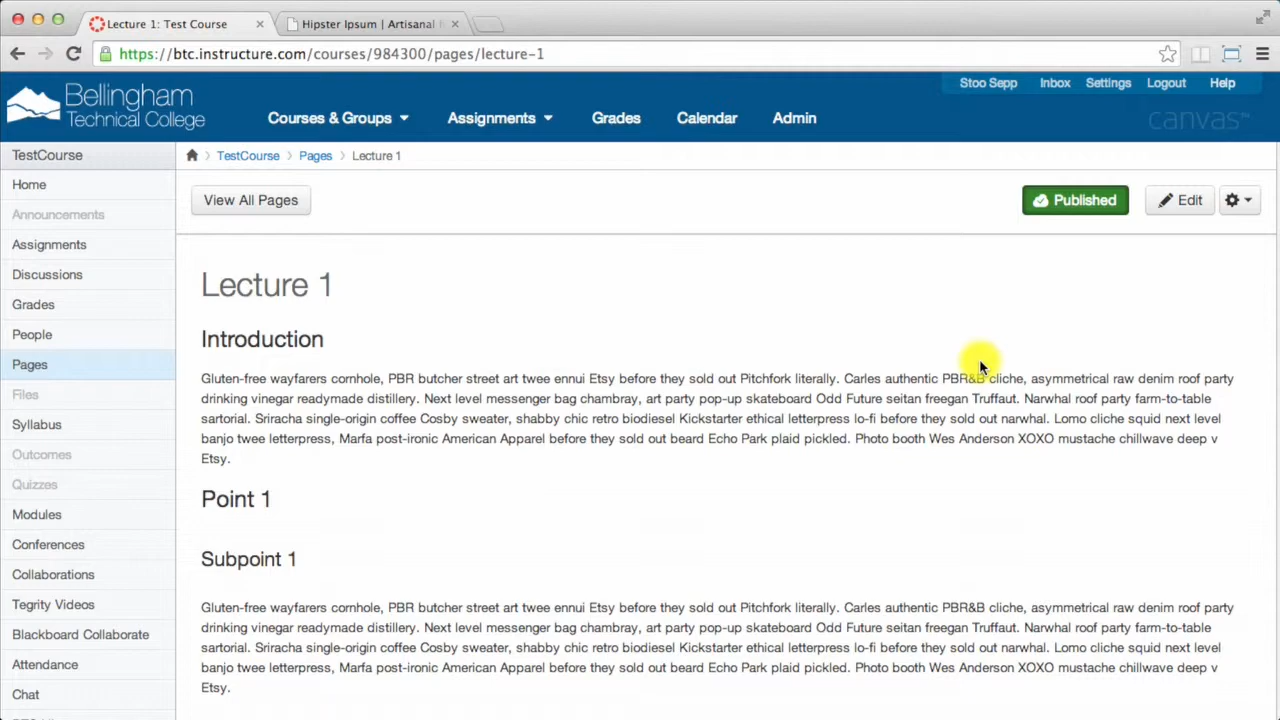 Lecture 1: Test Course
Hipster Ipsum | Artisanal
https://btc.instructure.com/courses/984300/pages/lecture-1
Bellingham
Technical College
Stoo Sepp Inbox Settings Logout Help
Courses & Groups Assignments Grades Calendar Admin
canvas™
TestCourse
TestCourse Pages Lecture 1
Home
Announcements
Assignments
Discussions
Grades
People
Pages
Files
Syllabus
Outcomes
Quizzes
Modules
Conferences
Collaborations
Tegrity Videos
Blackboard Collaborate
Attendance
Chat
View All Pages
Published
Edit
Lecture 1
Introduction
Gluten-free wayfarers cornhole, PBR butcher street art twee ennui Etsy before they sold out Pitchfork literally. Carles authentic PBR&B cliche, asymmetrical raw denim roof party
drinking vinegar readymade distillery. Next level messenger bag chambray, art party pop-up skateboard Odd Future seitan freegan Truffaut. Narwhal roof party farm-to-table
sartorial. Sriracha single-origin coffee Cosby sweater, shabby chic retro biodiesel Kickstarter ethical letterpress lo-fi before they sold out narwhal. Lomo cliche squid next level
banjo twee letterpress, Marfa post-ironic American Apparel before they sold out beard Echo Park plaid pickled. Photo booth Wes Anderson XOXO mustache chillwave deep v
Etsy.
Point 1
Subpoint 1
Gluten-free wayfarers cornhole, PBR butcher street art twee ennui Etsy before they sold out Pitchfork literally. Carles authentic PBR&B cliche, asymmetrical raw denim roof party
drinking vinegar readymade distillery. Next level messenger bag chambray, art party pop-up skateboard Odd Future seitan freegan Truffaut. Narwhal roof party farm-to-table
sartorial. Sriracha single-origin coffee Cosby sweater, shabby chic retro biodiesel Kickstarter ethical letterpress lo-fi before they sold out narwhal. Lomo cliche squid next level
banjo twee letterpress, Marfa post-ironic American Apparel before they sold out beard Echo Park plaid pickled. Photo booth Wes Anderson XOXO mustache chillwave deep v
Etsy.